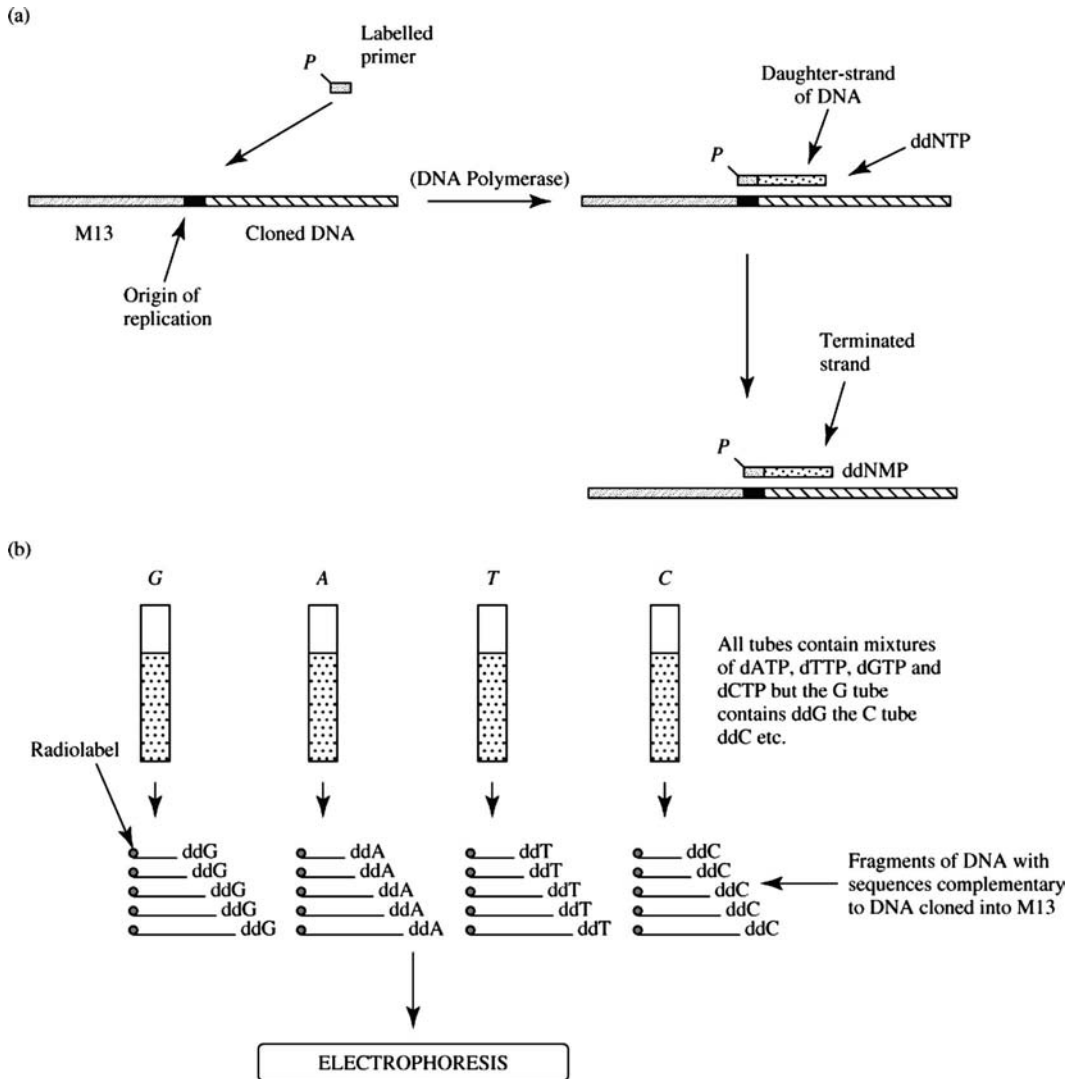 (a)
Labelled
primer
P
Daughter-strand
of DNA
ddNTP
P
(DNA Polymerase)
M13
Cloned DNA
Origin of
replication
Terminated
strand
P
ddNMP
(b)
G
A
T
C
All tubes contain mixtures
of dATP, dTTP, dGTP and
dCTP but the G tube
contains ddG the C tube
ddC etc.
Radiolabel
ddG
ddG
ddG
ddG
ddG
ddA
ddA
ddA
ddA
ddA
ddT
ddT
ddT
ddT
ddT
ddC
ddC
ddC
ddC
ddC
Fragments of DNA with
sequences complementary
to DNA cloned into M13
ELECTROPHORESIS